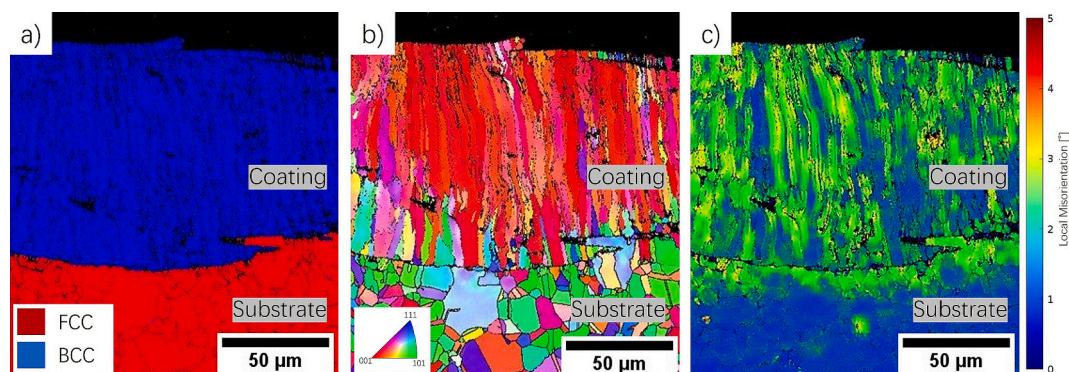 a)
Coating
Substrate
FCC
BCC
50 µm
b)
Coating
Substrate
111
001
101
50 µm
c)
Coating
Substrate
50 µm
5
4
3
2
1
0
Local Misorientation [°]